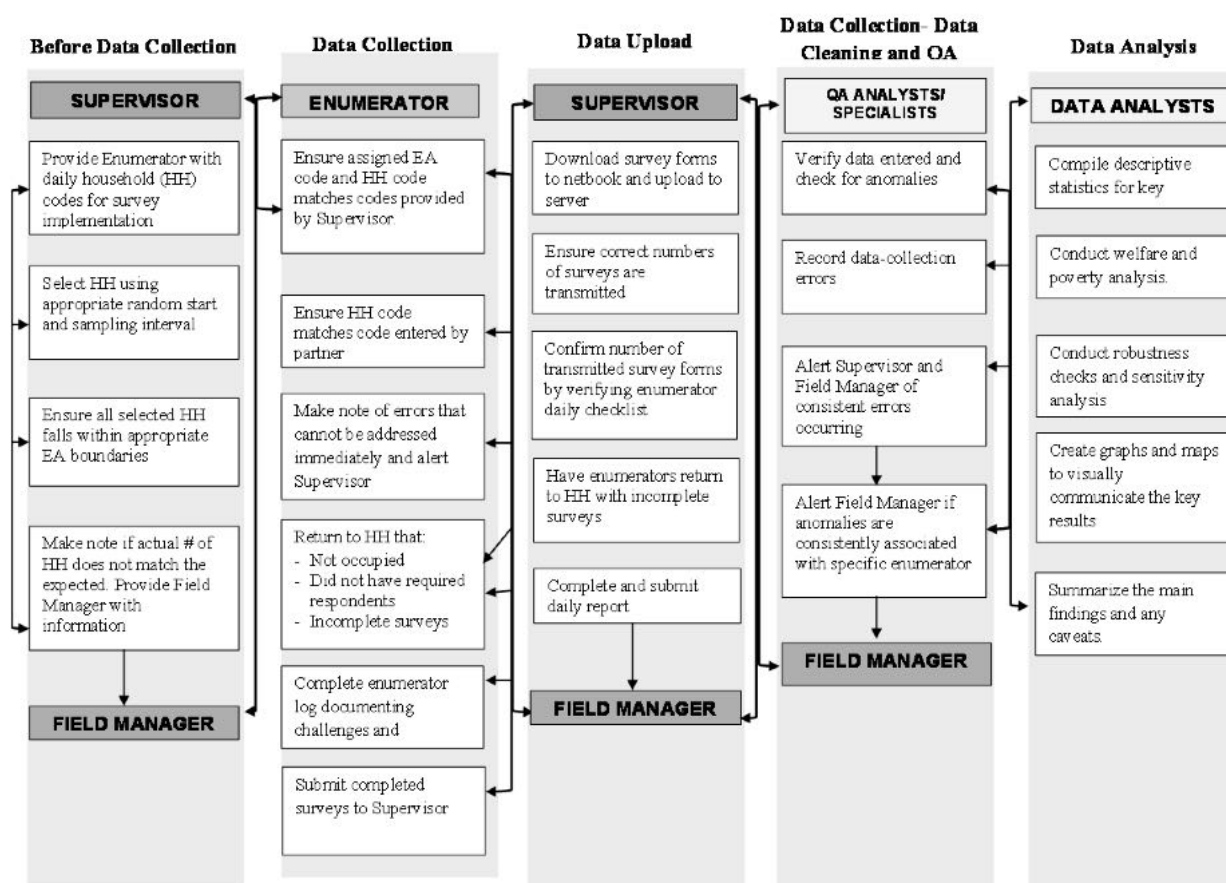 Before Data Collection
SUPERVISOR
Provide Enumerator with
daily household (HH)
codes for survey
implementation
Select HH using
appropriate random start
and sampling interval
Ensure all selected HH
falls within appropriate
EA boundaries
Make note if actual # of
HH does not match the
expected. Provide Field
Manager with
information
FIELD MANAGER
Data Collection
ENUMERATOR
Ensure assigned EA
code and HH code
matches codes provided
by Supervisor.
Ensure HH code
matches code entered by
partner
Make note of errors that
cannot be addressed
immediately and alert
Supervisor
Return to HH that:
- Not occupied
- Did not have required
respondents
- Incomplete surveys
Complete enumerator
log documenting
challenges and
Submit completed
surveys to Supervisor
Data Upload
SUPERVISOR
Download survey forms
to netbook and upload to
server
Ensure correct numbers
of surveys are
transmitted
Confirm number of
transmitted survey forms
by verifying enumerator
daily checklist
Have enumerators return
to HH with incomplete
surveys
Complete and submit
daily report
FIELD MANAGER
Data Collection- Data
Cleaning and QA
QA ANALYSTS/
SPECIALISTS
Verify data entered and
check for anomalies
Record data-collection
errors
Alert Supervisor and
Field Manager of
consistent errors
occurring
Alert Field Manager if
anomalies are
consistently associated
with specific enumerator
FIELD MANAGER
Data Analysis
DATA ANALYSTS
Compile descriptive
statistics for key
Conduct welfare and
poverty analysis.
Conduct robustness
checks and sensitivity
analysis
Create graphs and maps
to visually
communicate the key
results
Summarize the main
findings and any
caveats.